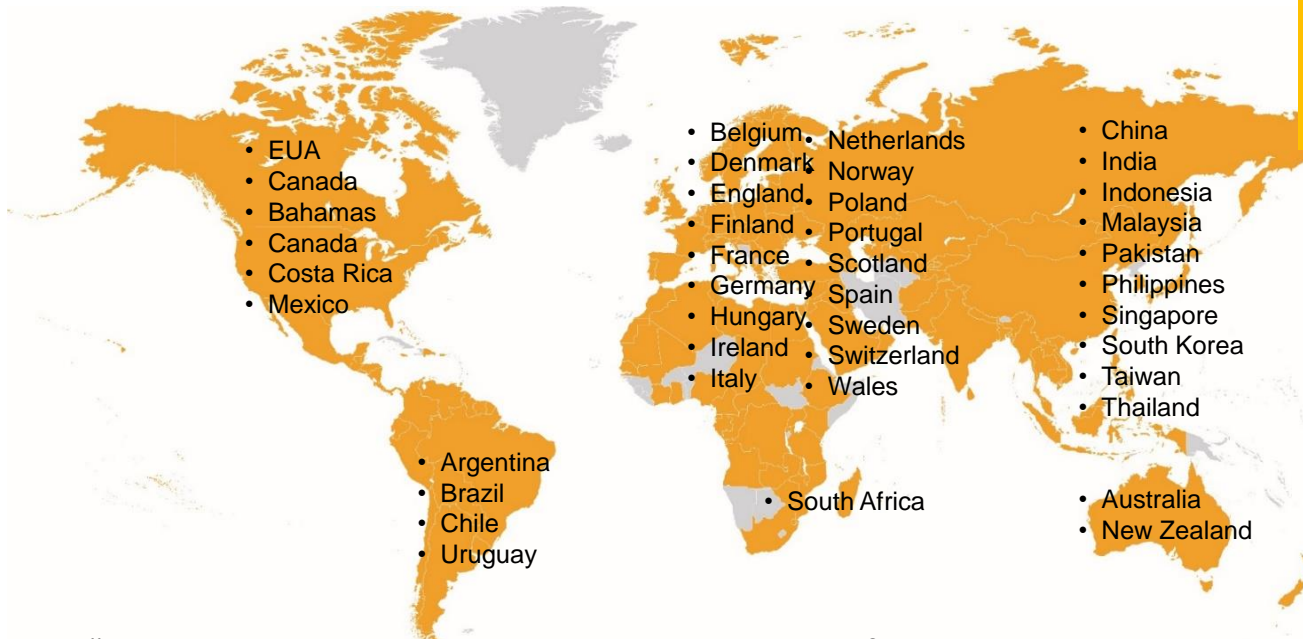 • EUA
• Canada
• Bahamas
• Canada
• Costa Rica
• Mexico
• Argentina
• Brazil
• Chile
• Uruguay
• Belgium
• Denmark
• England
• Finland
• France
• Germany
• Hungary
• Ireland
• Italy
• Netherlands
• Norway
• Poland
• Portugal
• Scotland
• Spain
• Sweden
• Switzerland
• Wales
• South Africa
• China
• India
• Indonesia
• Malaysia
• Pakistan
• Philippines
• Singapore
• South Korea
• Taiwan
• Thailand
• Australia
• New Zealand